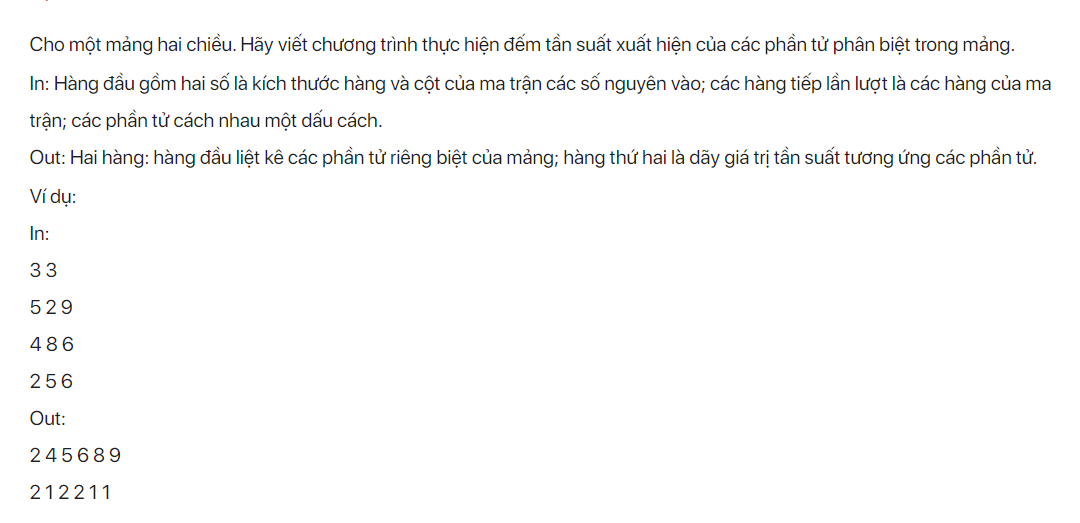 Cho một mảng hai chiều. Hãy viết chương trình thực hiện đếm tần suất xuất hiện của các phần tử phân biệt trong mảng.
In: Hàng đầu gồm hai số là kích thước hàng và cột của ma trận các số nguyên vào; các hàng tiếp lần lượt là các hàng của ma
trận; các phần tử cách nhau một dấu cách.
Out: Hai hàng: hàng đầu liệt kê các phần tử riêng biệt của mảng; hàng thứ hai là dãy giá trị tần suất tương ứng các phần tử.
Ví dụ:
In:
3 3
5 2 9
4 8 6
2 5 6
Out:
2 4 5 6 8 9
2 1 2 2 1 1